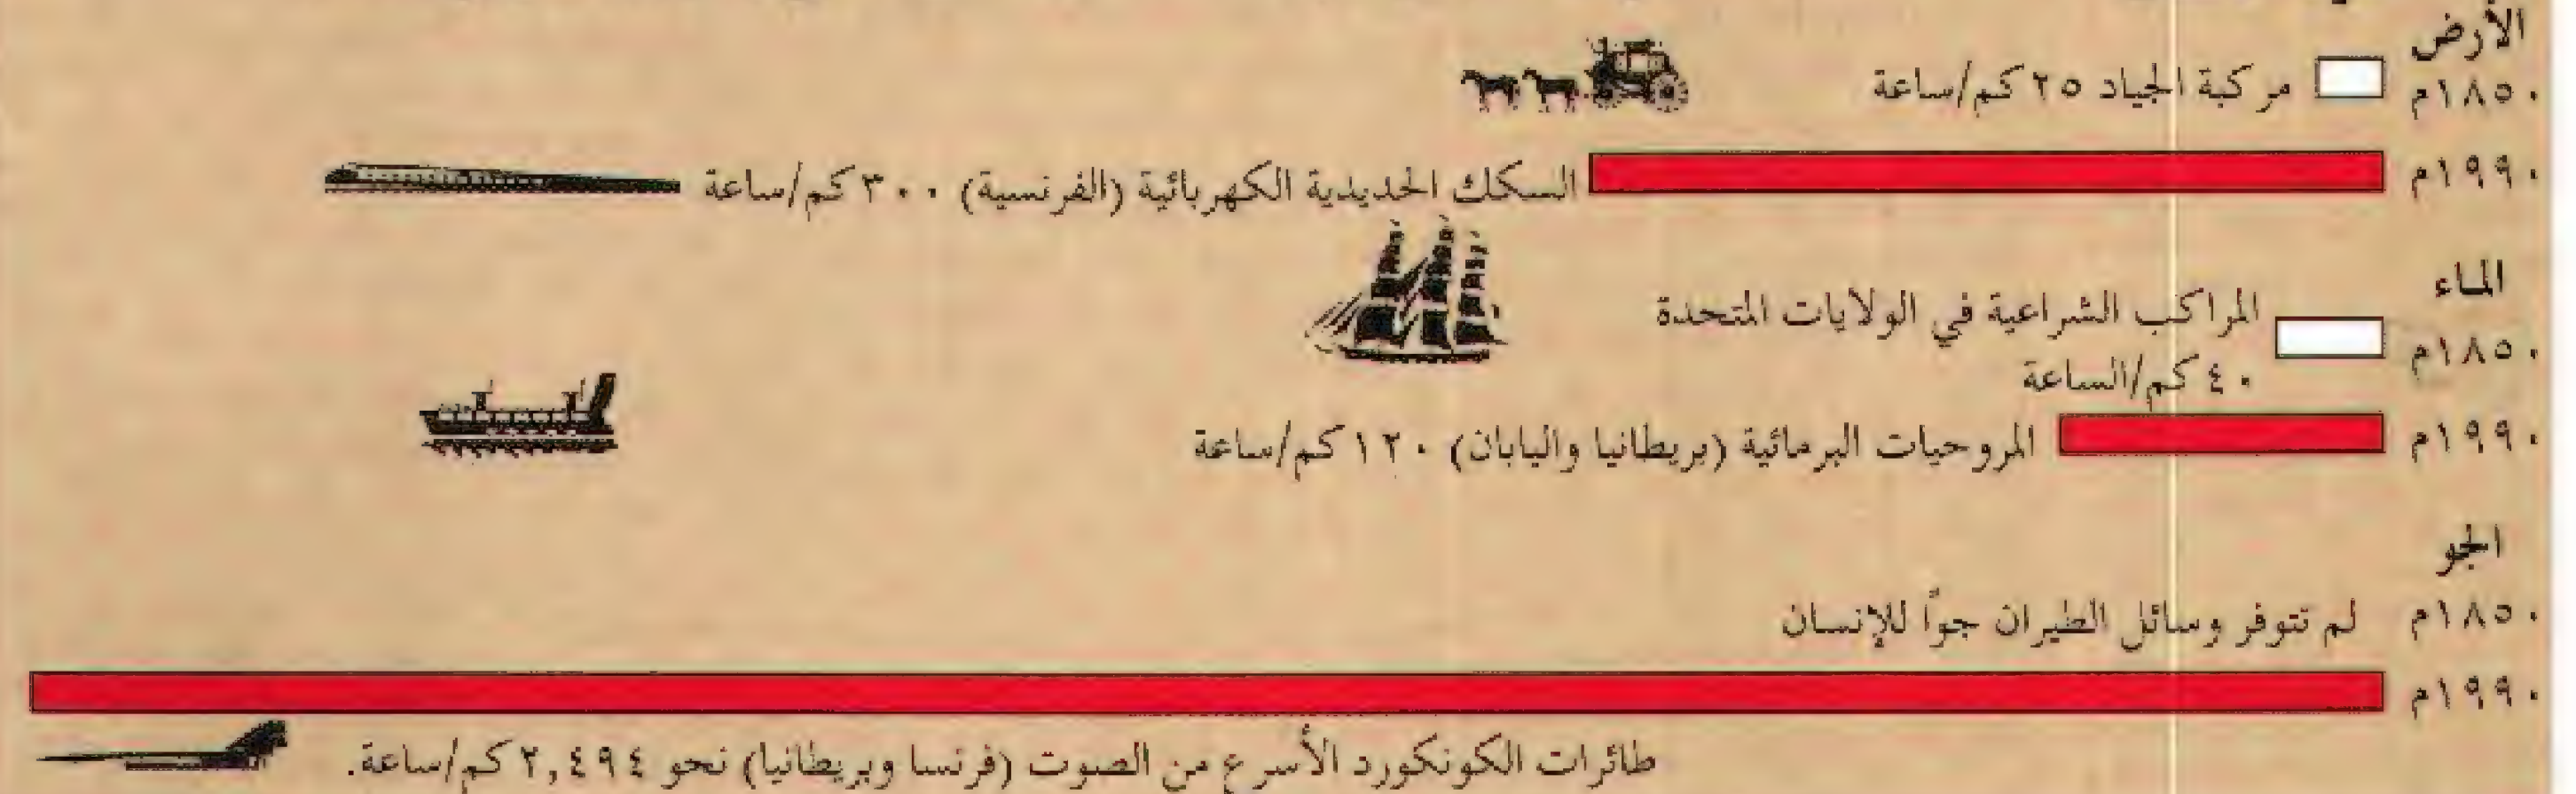 الأرض
١٨٥٠م مركبة الجياد ٢٥ كم/ساعة
١٩٩٠م السكك الحديدية الكهربائية (الفرنسية) ٣٠٠ كم/ساعة
الماء
١٨٥٠م المراكب الشراعية في الولايات المتحدة
٤٠ كم/الساعة
١٩٩٠م المروحيات البرمائية (بريطانيا واليابان) ١٢٠ كم/ساعة
الجو
١٨٥٠م لم تتوفر وسائل الطيران جوًا للإنسان
١٩٩٠م
طائرات الكونكورد الأسرع من الصوت (فرنسا وبريطانيا) نحو ٢,٤٩٤ كم/ساعة.